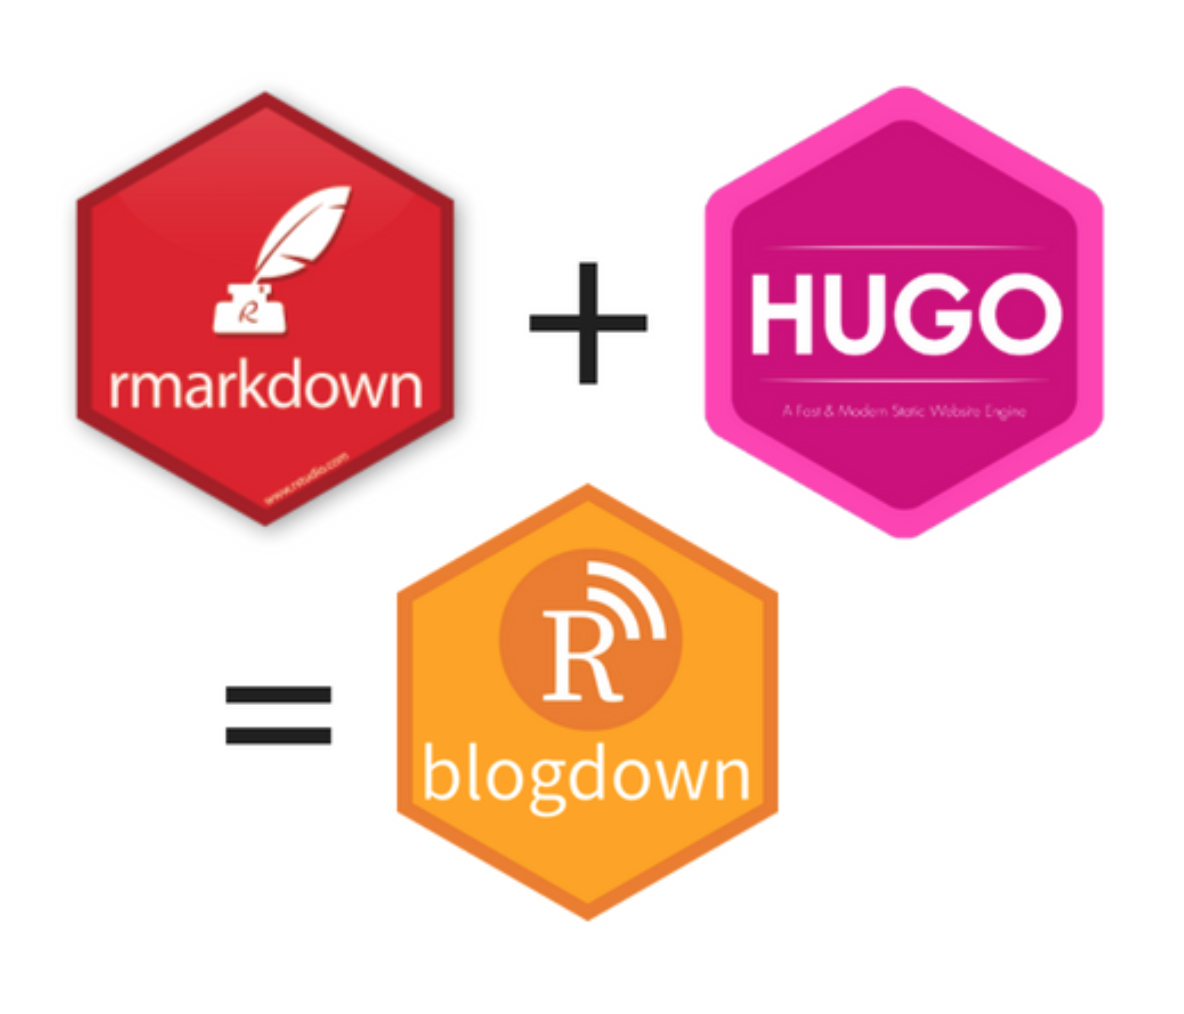 R
rmarkdown
www.rstudio.com
+
HUGO
A Fast & Modern Static Website Engine
=
R
blogdown